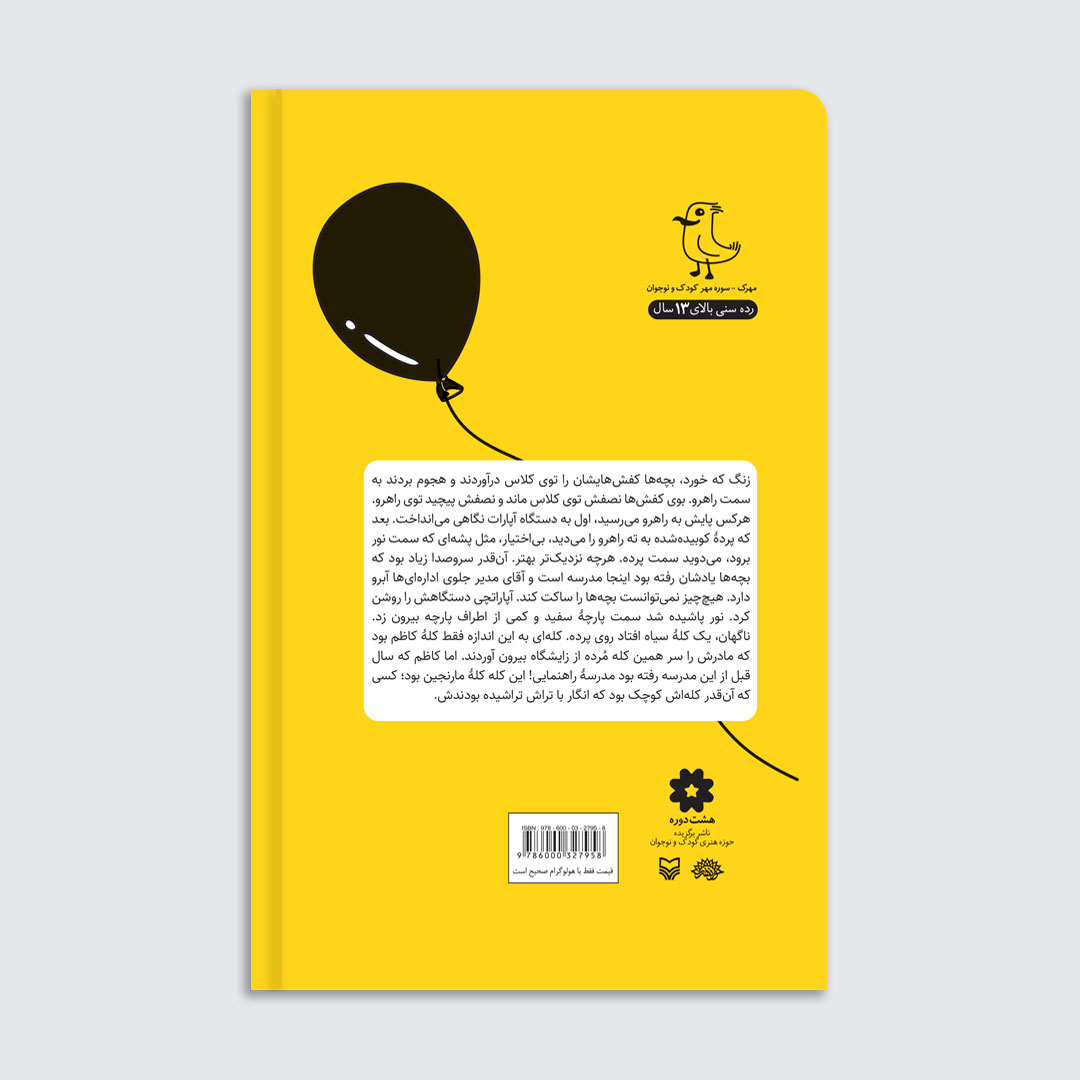 مهرک - سوره مهر کودک و نوجوان
رده سنی بالای ۱۳ سال
زنگ که خورد، بچه‌ها کفش‌هایشان را توی کلاس درآوردند و هجوم بردند به
سمت راهرو. بوی کفش‌ها نصفش توی کلاس ماند و نصفش پیچید توی راهرو.
هرکس پایش به راهرو می‌رسید، اول به دستگاه آپارات نگاهی می‌انداخت. بعد
که پردهٔ کوبیده‌شده به ته راهرو را می‌دید، بی‌اختیار، مثل پشه‌ای که سمت نور
برود، می‌دوید سمت پرده. هرچه نزدیک‌تر بهتر. آن‌قدر سروصدا زیاد بود که
بچه‌ها یادشان رفته بود اینجا مدرسه است و آقای مدیر جلوی اداره‌ای‌ها آبرو
دارد. هیچ‌چیز نمی‌توانست بچه‌ها را ساکت کند. آپاراتچی دستگاهش را روشن
کرد. نور پاشیده شد سمت پارچهٔ سفید و کمی از اطراف پارچه بیرون زد.
ناگهان، یک کلهٔ سیاه افتاد روی پرده. کله‌ای به این اندازه فقط کلهٔ کاظم بود
که مادرش را سر همین کله مُرده از زایشگاه بیرون آوردند. اما کاظم که سال
قبل از این مدرسه رفته بود مدرسهٔ راهنمایی! این کله کلهٔ مارنجین بود؛ کسی
که آن‌قدر کله‌اش کوچک بود که انگار با تراش تراشیده بودندش.
هشت‌دوره
ناشر برگزیده
حوزه هنری کودک و نوجوان
ISBN: 978-600-03-2795-8
9 786000 327958
قیمت فقط با هولوگرام صحیح است